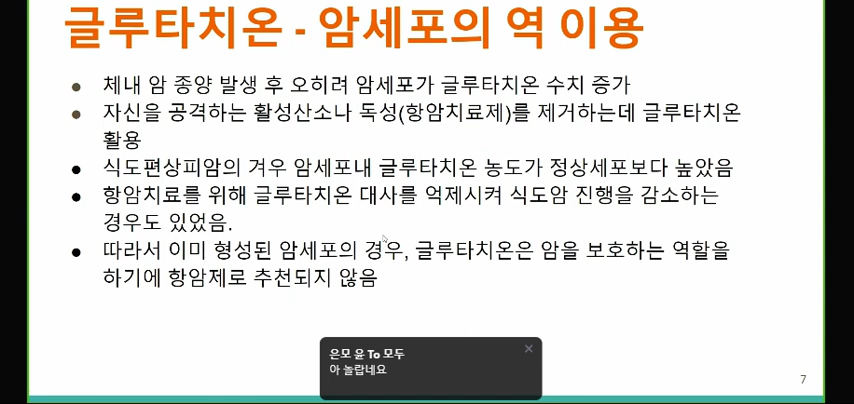 글루타치온 - 암세포의 역 이용
● 체내 암 종양 발생 후 오히려 암세포가 글루타치온 수치 증가
● 자신을 공격하는 활성산소나 독성(항암치료제)를 제거하는데 글루타치온
활용
● 식도편상피암의 겨우 암세포내 글루타치온 농도가 정상세포보다 높았음
● 항암치료를 위해 글루타치온 대사를 억제시켜 식도암 진행을 감소하는
경우도 있었음.
● 따라서 이미 형성된 암세포의 경우, 글루타치온은 암을 보호하는 역할을
하기에 항암제로 추천되지 않음
은모 윤 To 모두
아 놀랍네요
7